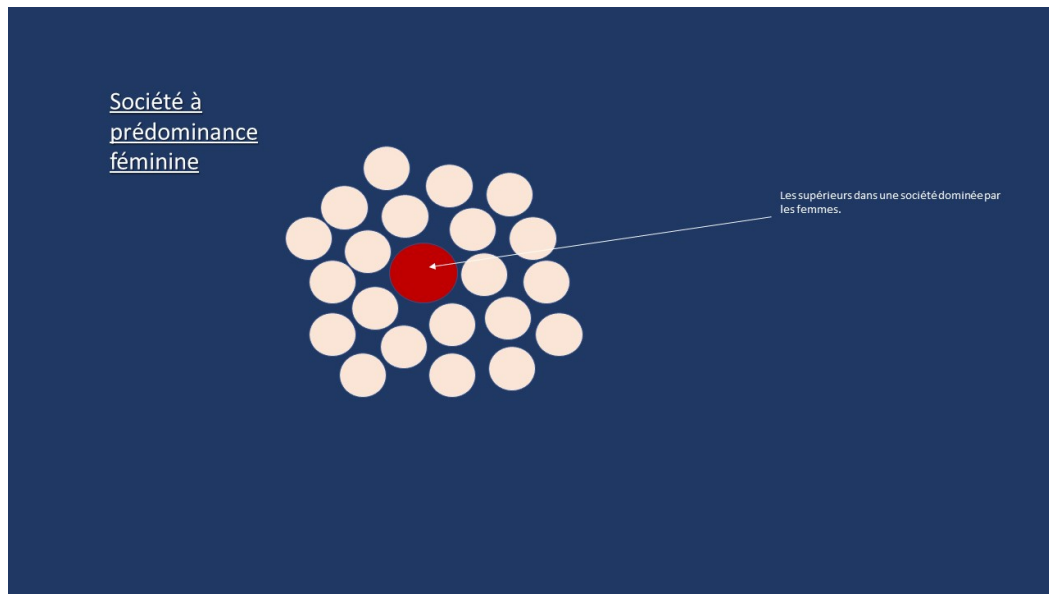 Société à
prédominance
féminine
Les supérieurs dans une société dominée par
les femmes.